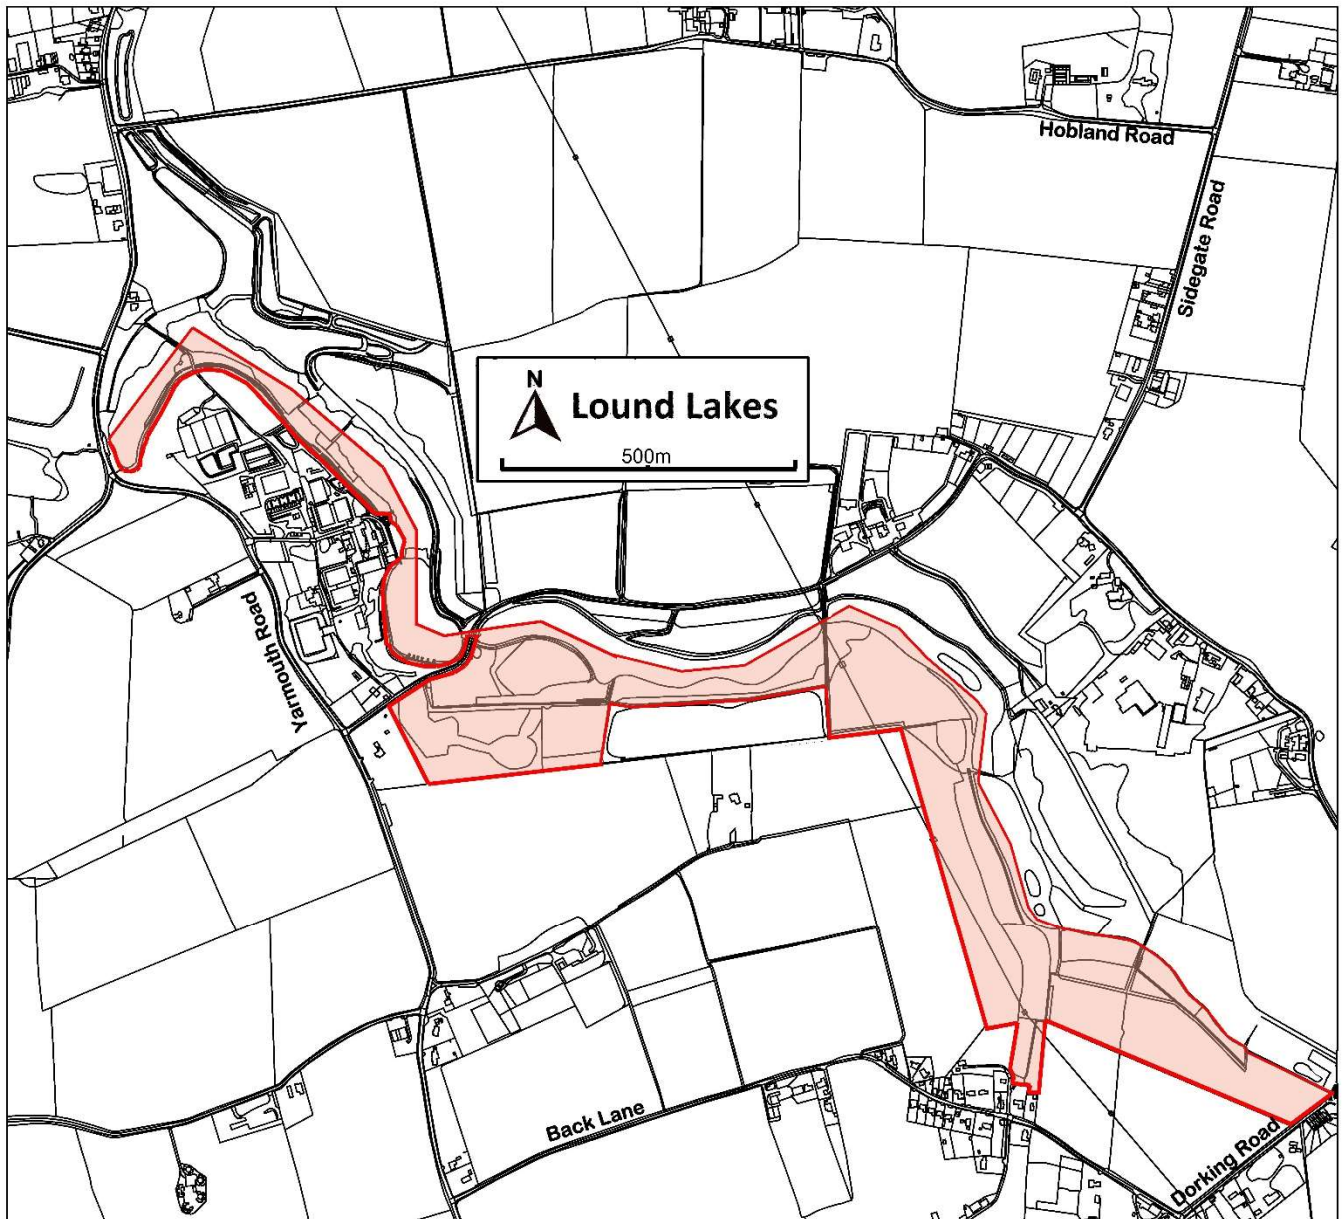 Hobland Road
Sidegate Road
N
Lound Lakes
500m
Yarmouth Road
Back Lane
Dorking Road